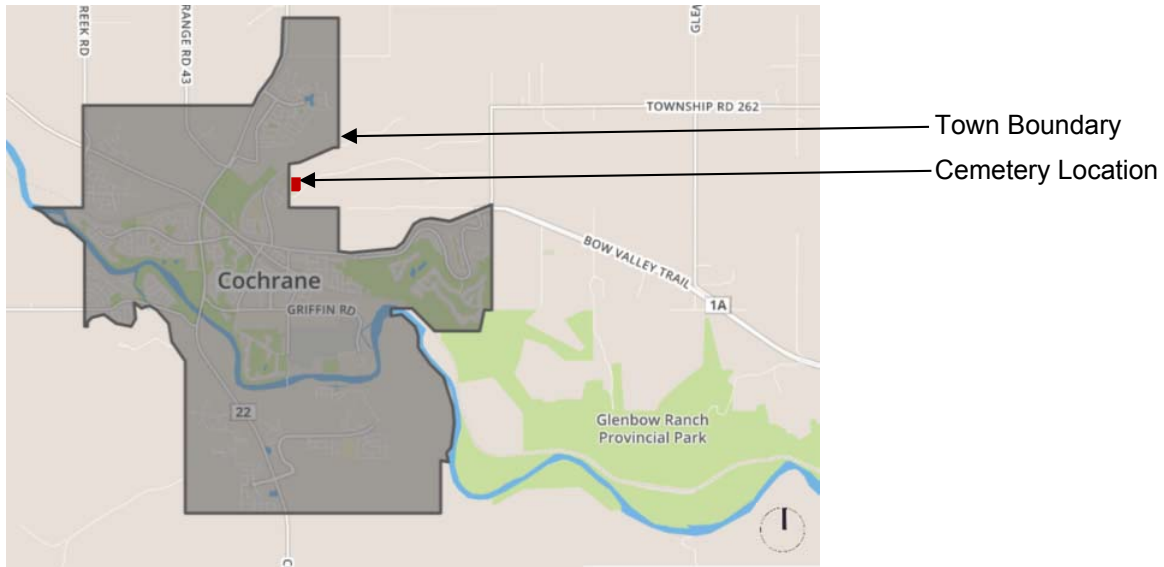 REEK RD
RANGE RD 43
GLEN
TOWNSHIP RD 262
Town Boundary
Cemetery Location
BOW VALLEY TRAIL
1A
Cochrane
GRIFFIN RD
22
Glenbow Ranch
Provincial Park